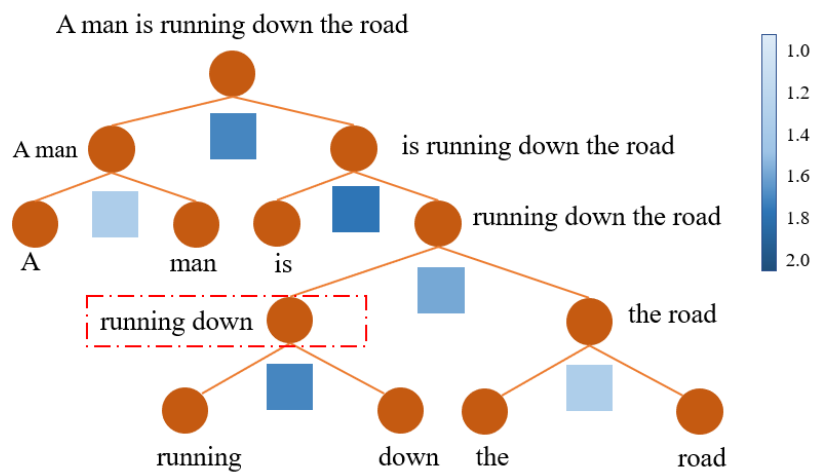 A man is running down the road
1.0
1.2
A man
is running down the road
1.4
1.6
running down the road
1.8
A
man
is
2.0
running down
the road
running
down
the
road